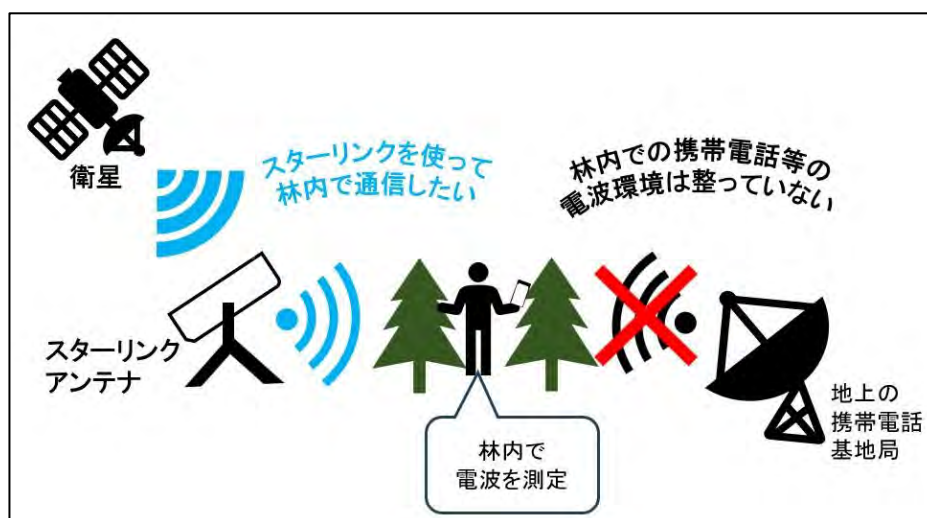 衛星
スターリンクを使って
林内で通信したい
林内での携帯電話等の
電波環境は整っていない
スターリンク
アンテナ
林内で
電波を測定
地上の
携帯電話
基地局